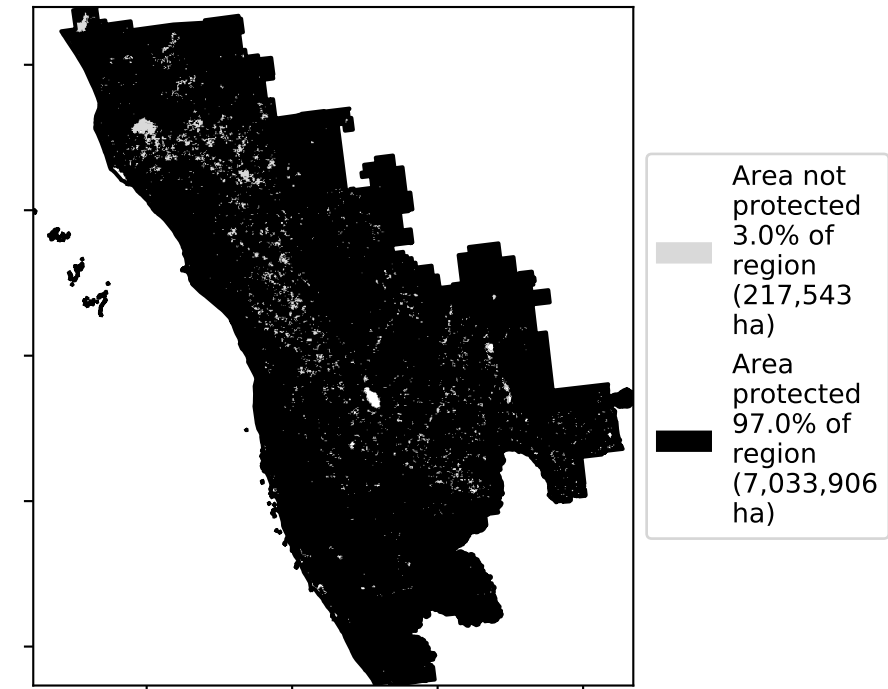 Area not
protected
3.0% of
region
(217,543
ha)
Area
protected
97.0% of
region
(7,033,906
ha)